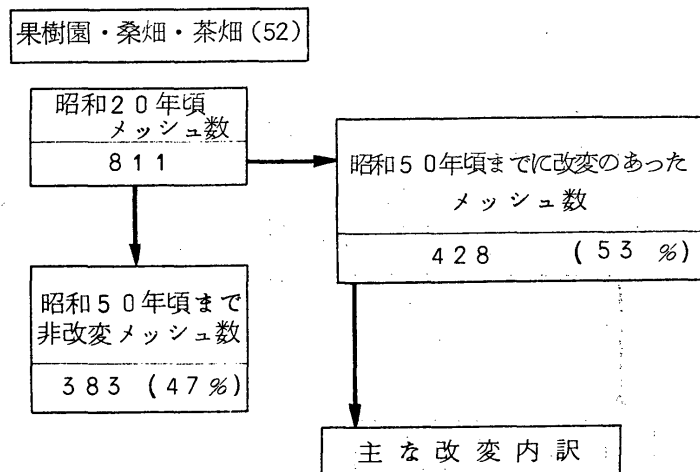 果樹園・桑畑・茶畑(52)
昭和20年頃
メッシュ数
811
昭和50年頃までに改変のあった
メッシュ数
428 (53 %)
昭和50年頃まで
非改変メッシュ数
383 (47%)
主な改変内訳